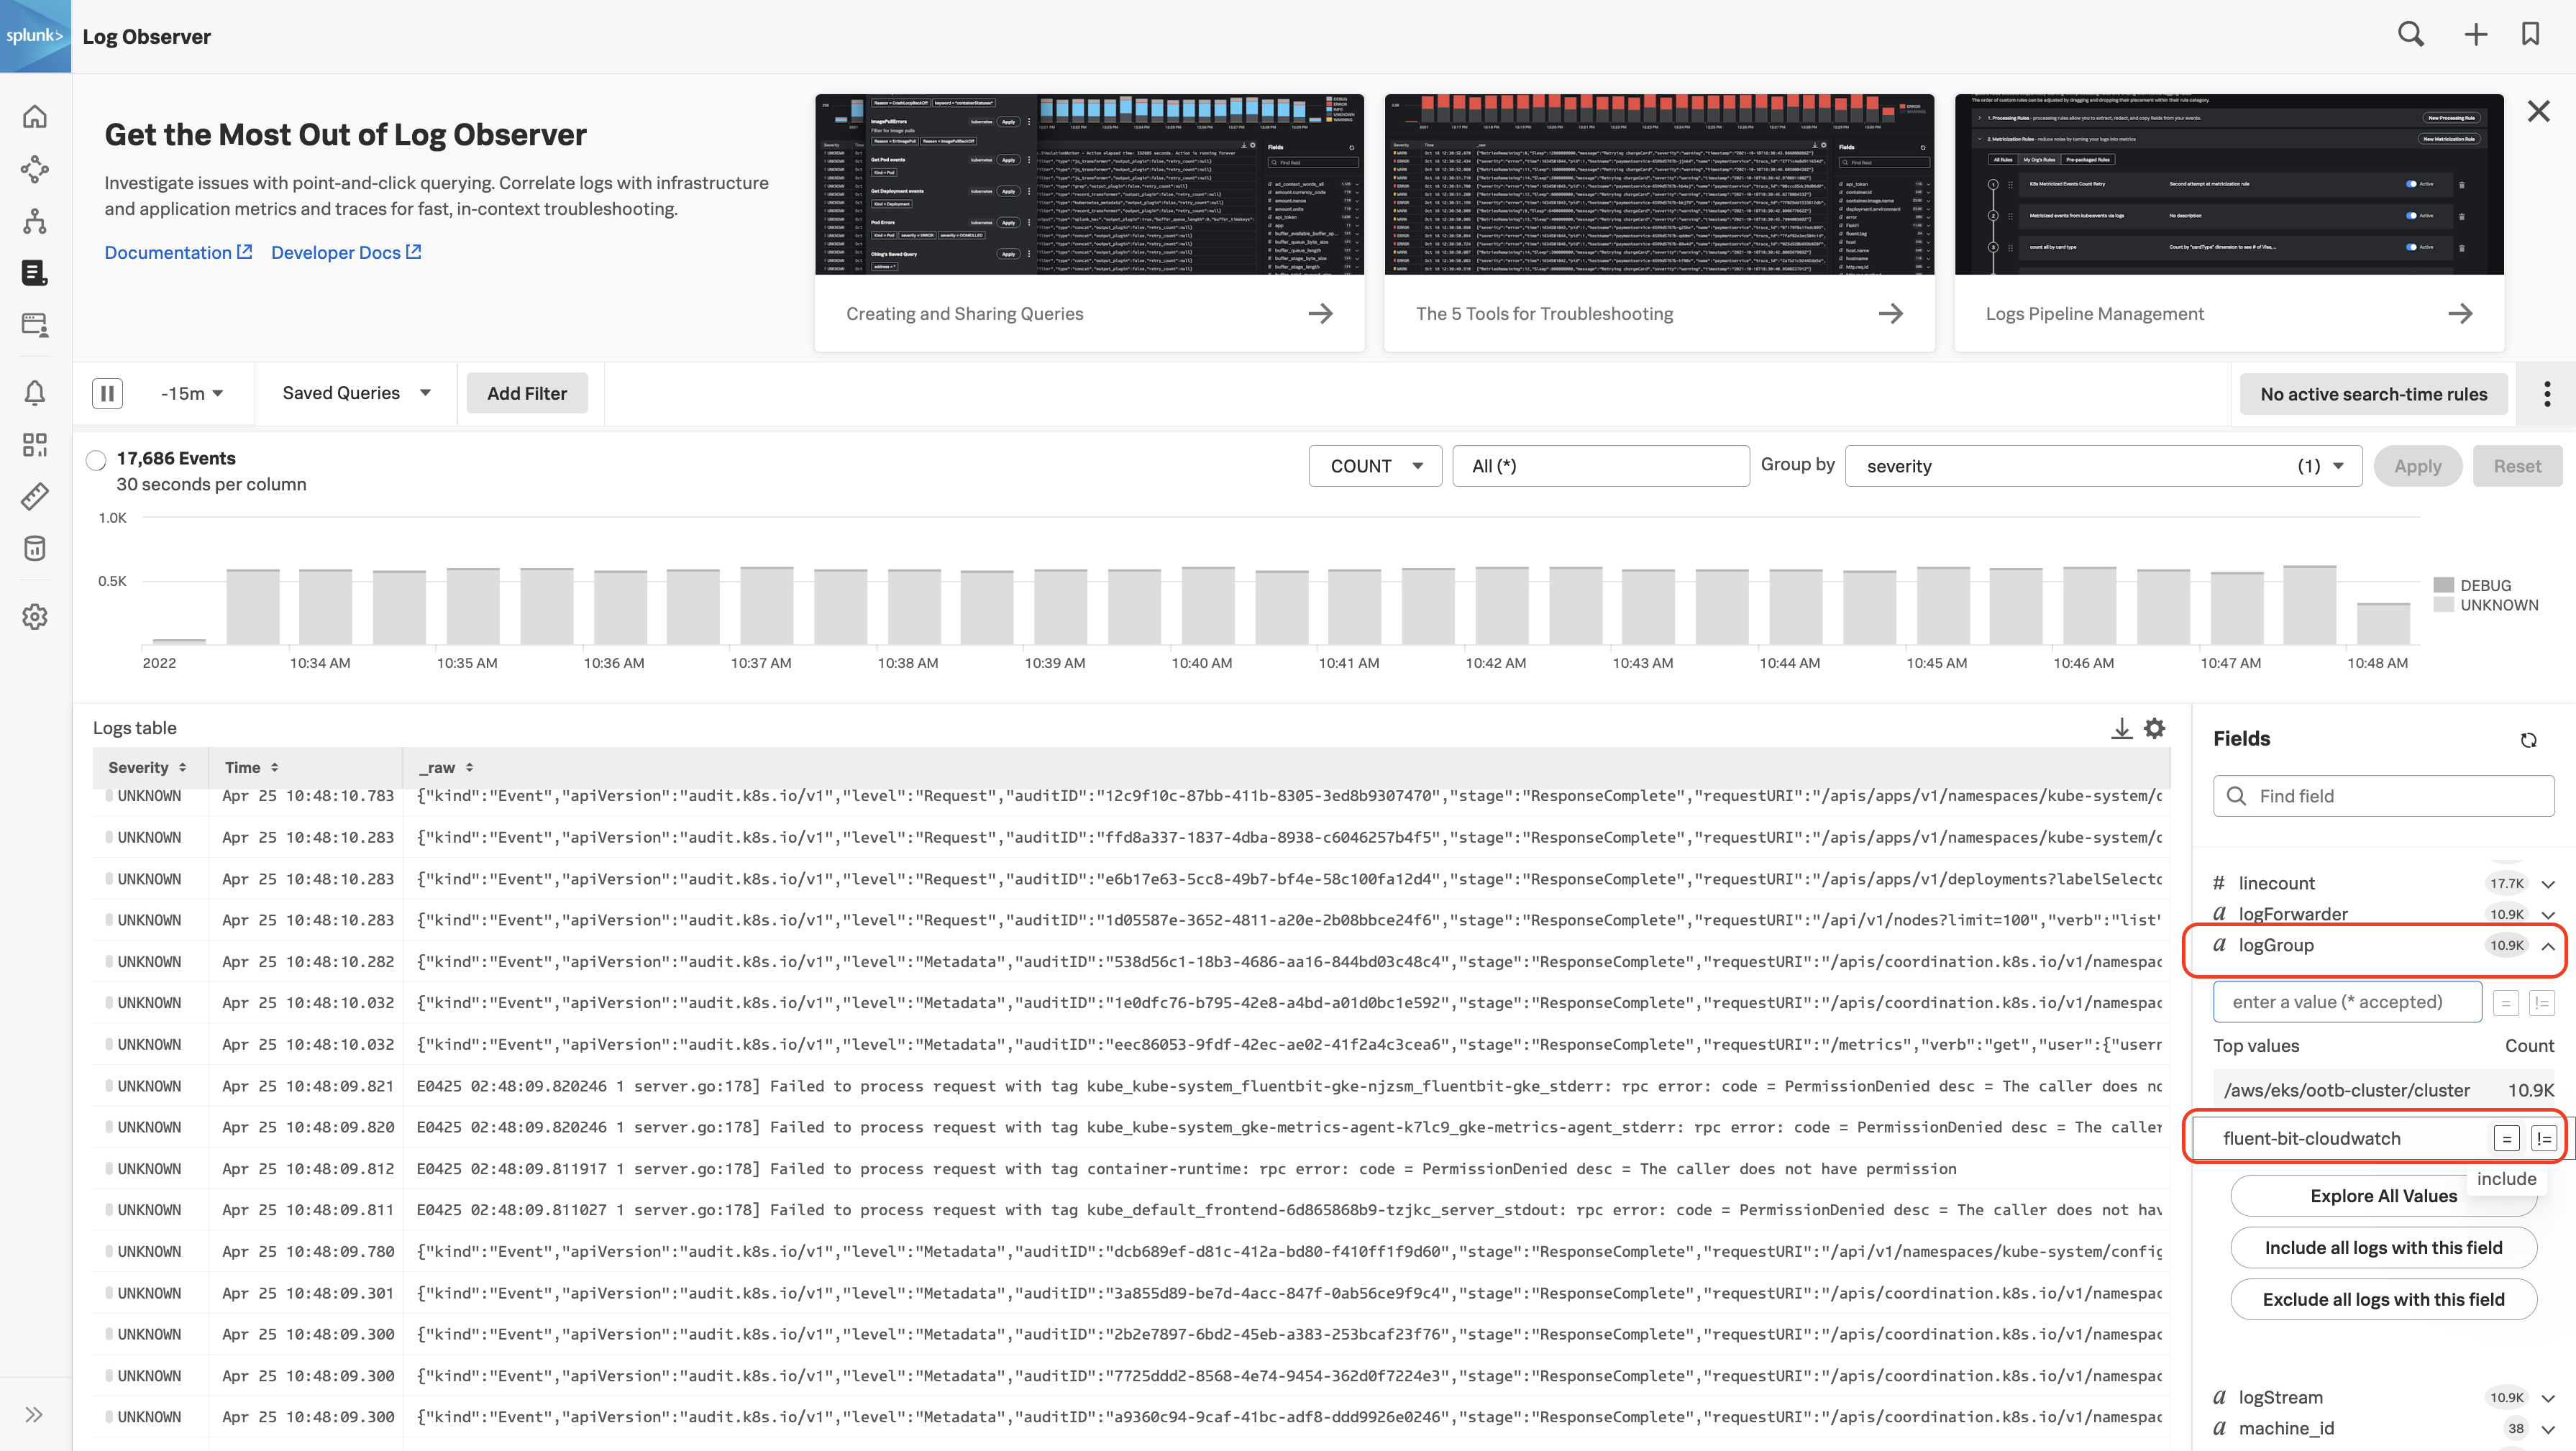 splunk>
Log Observer
Get the Most Out of Log Observer
Investigate issues with point-and-click querying. Correlate logs with infrastructure
and application metrics and traces for fast, in-context troubleshooting.
Documentation
Developer Docs
Creating and Sharing Queries
The 5 Tools for Troubleshooting
Logs Pipeline Management
-15m
Saved Queries
Add Filter
No active search-time rules
17,686 Events
30 seconds per column
COUNT
All (*)
Group by
severity
(1)
Apply
Reset
1.0K
0.5K
DEBUG
UNKNOWN
2022
10:34 AM
10:35 AM
10:36 AM
10:37 AM
10:38 AM
10:39 AM
10:40 AM
10:41 AM
10:42 AM
10:43 AM
10:44 AM
10:45 AM
10:46 AM
10:47 AM
10:48 AM
Logs table
Severity Time _raw
UNKNOWN Apr 25 10:48:10.783 {"kind":"Event","apiVersion":"audit.k8s.io/v1","level":"Request","auditID":"12c9f10c-87bb-411b-8305-3ed8b9307470","stage":"ResponseComplete","requestURI":"/apis/apps/v1/namespaces/kube-system/c
UNKNOWN Apr 25 10:48:10.283 {"kind":"Event","apiVersion":"audit.k8s.io/v1","level":"Request","auditID":"ffd8a337-1837-4dba-8938-c6046257b4f5","stage":"ResponseComplete","requestURI":"/apis/apps/v1/namespaces/kube-system/c
UNKNOWN Apr 25 10:48:10.283 {"kind":"Event","apiVersion":"audit.k8s.io/v1","level":"Request","auditID":"e6b17e63-5cc8-49b7-bf4e-58c100fa12d4","stage":"ResponseComplete","requestURI":"/apis/apps/v1/deployments?labelSelecto
UNKNOWN Apr 25 10:48:10.283 {"kind":"Event","apiVersion":"audit.k8s.io/v1","level":"Request","auditID":"1d05587e-3652-4811-a20e-2b08bbce24f6","stage":"ResponseComplete","requestURI":"/api/v1/nodes?limit=100","verb":"list"
UNKNOWN Apr 25 10:48:10.282 {"kind":"Event","apiVersion":"audit.k8s.io/v1","level":"Metadata","auditID":"538d56c1-18b3-4686-aa16-844bd03c48c4","stage":"ResponseComplete","requestURI":"/apis/coordination.k8s.io/v1/namespac
UNKNOWN Apr 25 10:48:10.032 {"kind":"Event","apiVersion":"audit.k8s.io/v1","level":"Metadata","auditID":"1e0dfc76-b795-42e8-a4bd-a01d0bc1e592","stage":"ResponseComplete","requestURI":"/apis/coordination.k8s.io/v1/namespac
UNKNOWN Apr 25 10:48:10.032 {"kind":"Event","apiVersion":"audit.k8s.io/v1","level":"Metadata","auditID":"eec86053-9fdf-42ec-ae02-41f2a4c3cea6","stage":"ResponseComplete","requestURI":"/metrics","verb":"get","user":{"userr
UNKNOWN Apr 25 10:48:09.821 E0425 02:48:09.820246 1 server.go:178] Failed to process request with tag kube_kube-system_fluentbit-gke-njzsm_fluentbit-gke_stderr: rpc error: code = PermissionDenied desc = The caller does nc
UNKNOWN Apr 25 10:48:09.820 E0425 02:48:09.820246 1 server.go:178] Failed to process request with tag kube_kube-system_gke-metrics-agent-k7lc9_gke-metrics-agent_stderr: rpc error: code = PermissionDenied desc = The caller
UNKNOWN Apr 25 10:48:09.812 E0425 02:48:09.811917 1 server.go:178] Failed to process request with tag container-runtime: rpc error: code = PermissionDenied desc = The caller does not have permission
UNKNOWN Apr 25 10:48:09.811 E0425 02:48:09.811027 1 server.go:178] Failed to process request with tag kube_default_frontend-6d865868b9-tzjkc_server_stdout: rpc error: code = PermissionDenied desc = The caller does not hav
UNKNOWN Apr 25 10:48:09.780 {"kind":"Event","apiVersion":"audit.k8s.io/v1","level":"Metadata","auditID":"dcb689ef-d81c-412a-bd80-f410ff1f9d60","stage":"ResponseComplete","requestURI":"/api/v1/namespaces/kube-system/config
UNKNOWN Apr 25 10:48:09.301 {"kind":"Event","apiVersion":"audit.k8s.io/v1","level":"Metadata","auditID":"3a855d89-be7d-4acc-847f-0ab56ce9f9c4","stage":"ResponseComplete","requestURI":"/apis/coordination.k8s.io/v1/namespac
UNKNOWN Apr 25 10:48:09.300 {"kind":"Event","apiVersion":"audit.k8s.io/v1","level":"Metadata","auditID":"2b2e7897-6bd2-45eb-a383-253bcaf23f76","stage":"ResponseComplete","requestURI":"/apis/coordination.k8s.io/v1/namespac
UNKNOWN Apr 25 10:48:09.300 {"kind":"Event","apiVersion":"audit.k8s.io/v1","level":"Metadata","auditID":"7725ddd2-8568-4e74-9454-362d0f7224e3","stage":"ResponseComplete","requestURI":"/apis/coordination.k8s.io/v1/namespac
UNKNOWN Apr 25 10:48:09.300 {"kind":"Event","apiVersion":"audit.k8s.io/v1","level":"Metadata","auditID":"a9360c94-9caf-41bc-adf8-ddd9926e0246","stage":"ResponseComplete","requestURI":"/apis/coordination.k8s.io/v1/namespac
Fields
Find field
# linecount 17.7K
a logForwarder 10.9K
a logGroup 10.9K
enter a value (* accepted) = !=
Top values Count
/aws/eks/ootb-cluster/cluster 10.9K
fluent-bit-cloudwatch = !=
include
Explore All Values
Include all logs with this field
Exclude all logs with this field
a logStream 10.9K
a machine_id 38